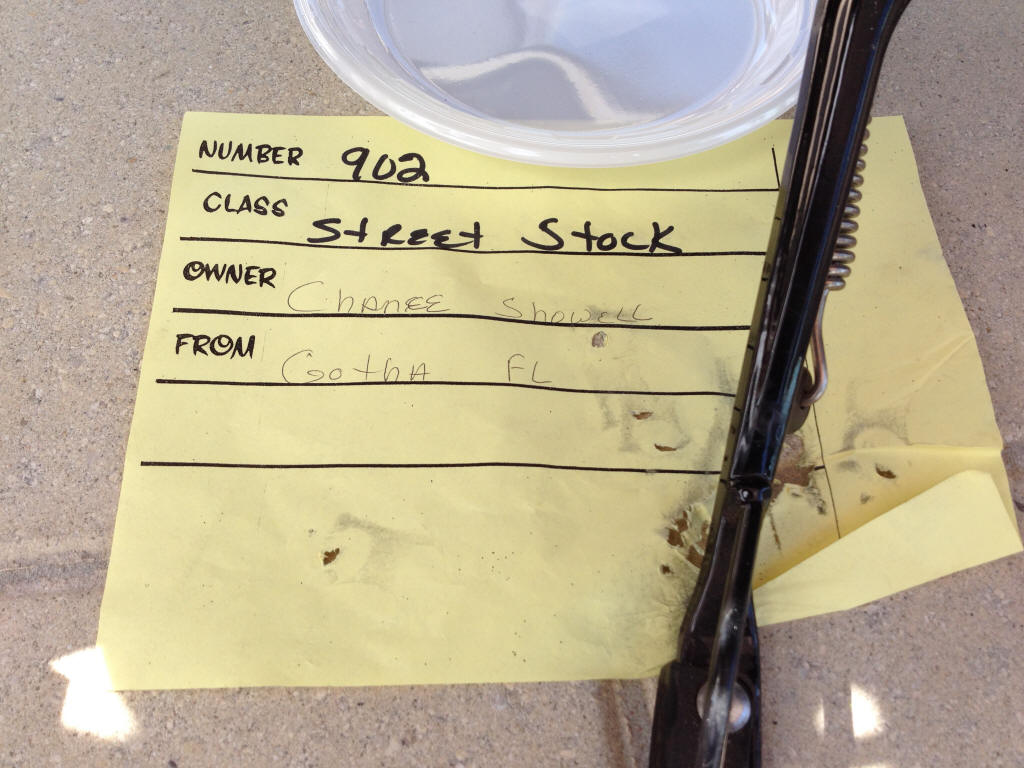 NUMBER 902
CLASS Street Stock
OWNER Chanee Showell
FROM Gotha FL